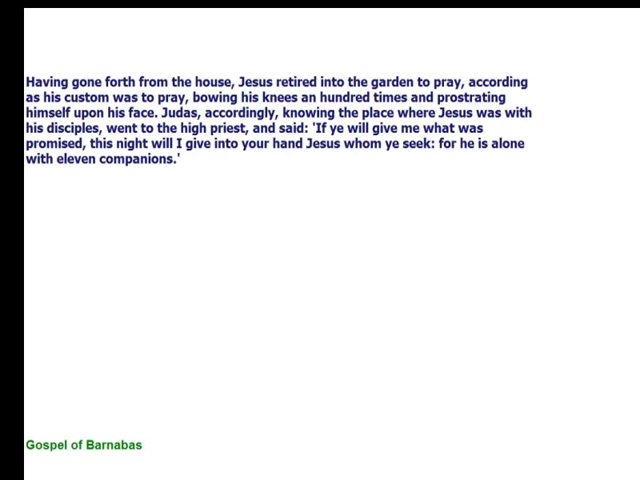 Having gone forth from the house, Jesus retired into the garden to pray, according
as his custom was to pray, bowing his knees an hundred times and prostrating
himself upon his face. Judas, accordingly, knowing the place where Jesus was with
his disciples, went to the high priest, and said: 'If ye will give me what was
promised, this night will I give into your hand Jesus whom ye seek: for he is alone
with eleven companions.'
Gospel of Barnabas